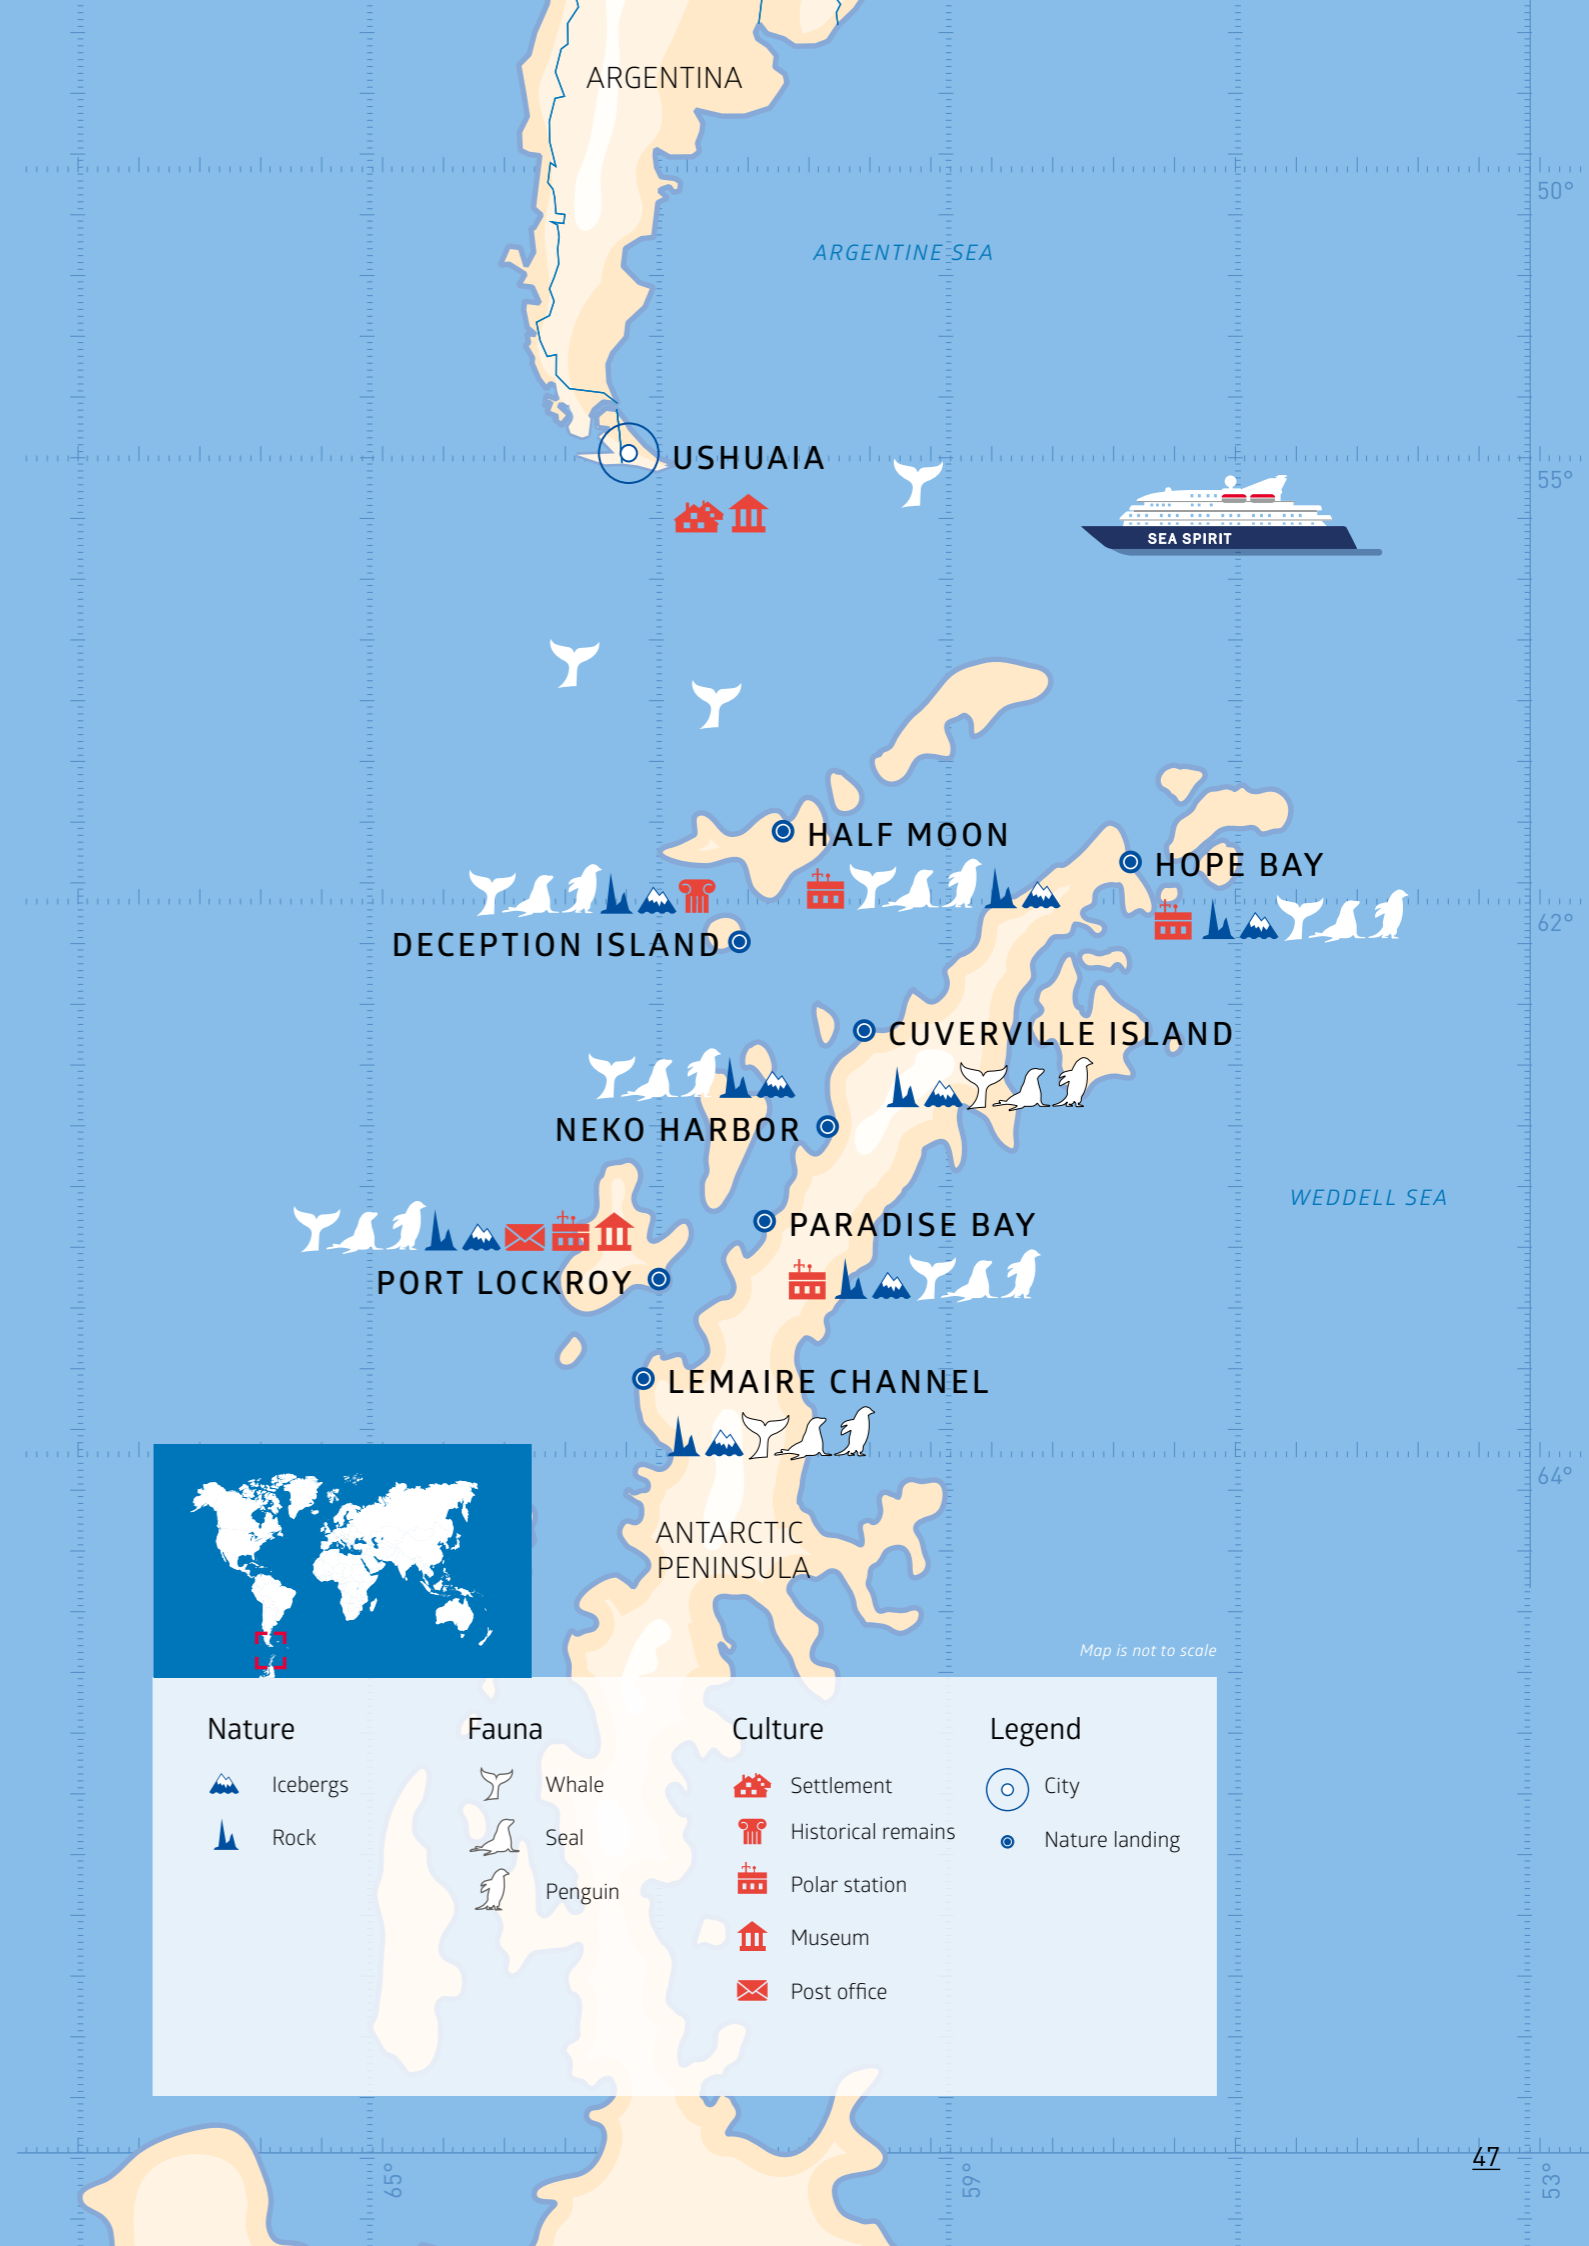 ARGENTINA
50°
ARGENTINE SEA
USHUAIA
55°
SEA SPIRIT
HALF MOON
HOPE BAY
62°
DECEPTION ISLAND
CUVERVILLE ISLAND
NEKO HARBOR
WEDDELL SEA
PARADISE BAY
PORT LOCKROY
LEMAIRE CHANNEL
64°
ANTARCTIC
PENINSULA
Map is not to scale
Nature
Icebergs
Rock
Fauna
Whale
Seal
Penguin
Culture
Settlement
Historical remains
Polar station
Museum
Post office
Legend
City
Nature landing
47
65°
59°
53°